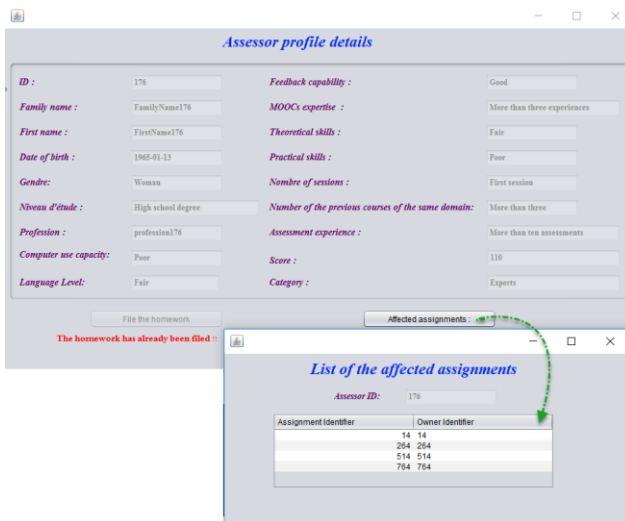 Assessor profile details
ID : 176 Feedback capability : Good
Family name : FamilyName176 MOOCs expertise : More than three experiences
First name : FirstName176 Theoretical skills : Fair
Date of birth : 1965-01-13 Practical skills : Poor
Gendre: Woman Nombre of sessions : First session
Niveau d'étude : High school degree Number of the previous courses of the same domain: More than three
Profession : profession176 Assessment experience : More than ten assessments
Computer use capacity: Poor Score : 110
Language Level: Fair Category : Experts
File the homework Affected assignments :
The homework has already been filed !!
List of the affected assignments
Assessor ID: 176
Assignment Identifier Owner Identifier
14 14
264 264
514 514
764 764